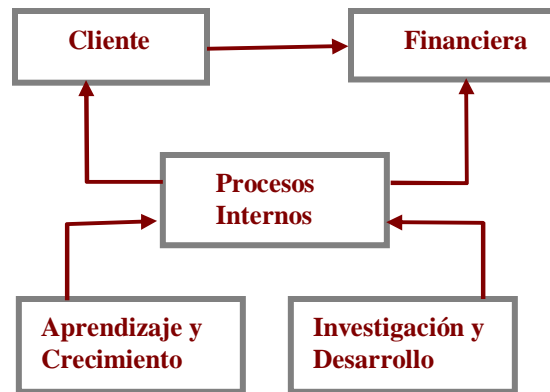 Cliente
Financiera
Procesos
Internos
Aprendizaje y
Crecimiento
Investigación y
Desarrollo